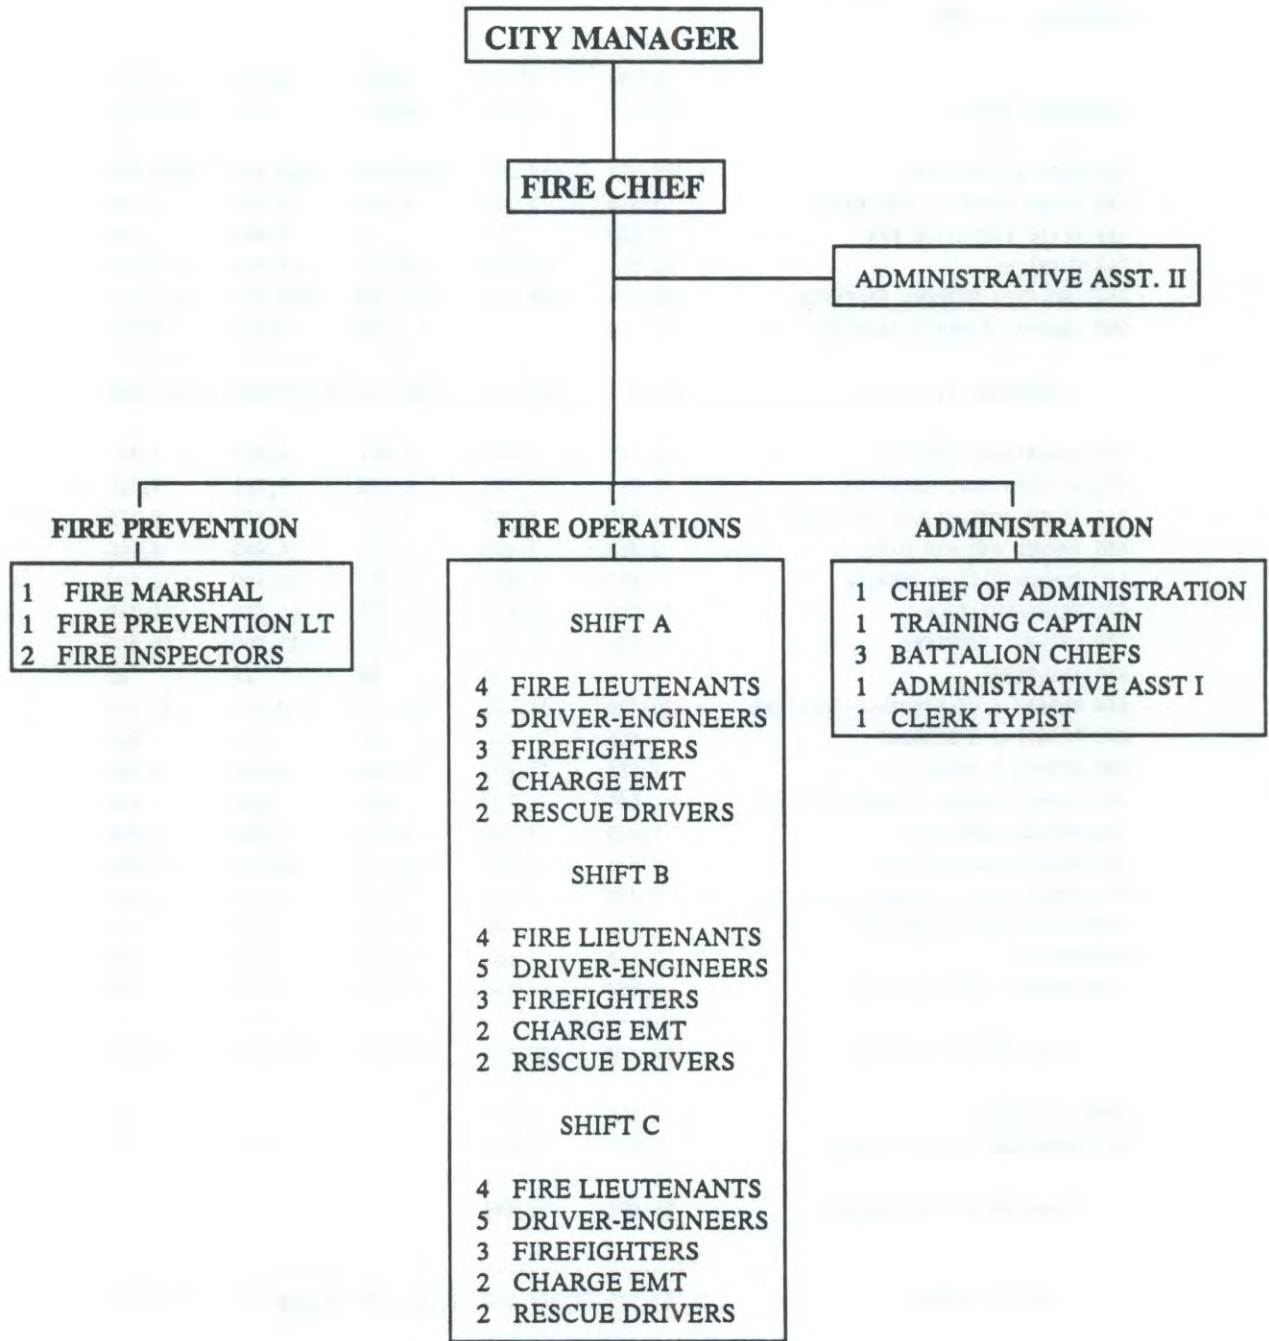 CITY MANAGER
FIRE CHIEF
ADMINISTRATIVE ASST. II
FIRE PREVENTION
1 FIRE MARSHAL
1 FIRE PREVENTION LT
2 FIRE INSPECTORS
FIRE OPERATIONS
SHIFT A
4 FIRE LIEUTENANTS
5 DRIVER-ENGINEERS
3 FIREFIGHTERS
2 CHARGE EMT
2 RESCUE DRIVERS
SHIFT B
4 FIRE LIEUTENANTS
5 DRIVER-ENGINEERS
3 FIREFIGHTERS
2 CHARGE EMT
2 RESCUE DRIVERS
SHIFT C
4 FIRE LIEUTENANTS
5 DRIVER-ENGINEERS
3 FIREFIGHTERS
2 CHARGE EMT
2 RESCUE DRIVERS
ADMINISTRATION
1 CHIEF OF ADMINISTRATION
1 TRAINING CAPTAIN
3 BATTALION CHIEFS
1 ADMINISTRATIVE ASST I
1 CLERK TYPIST